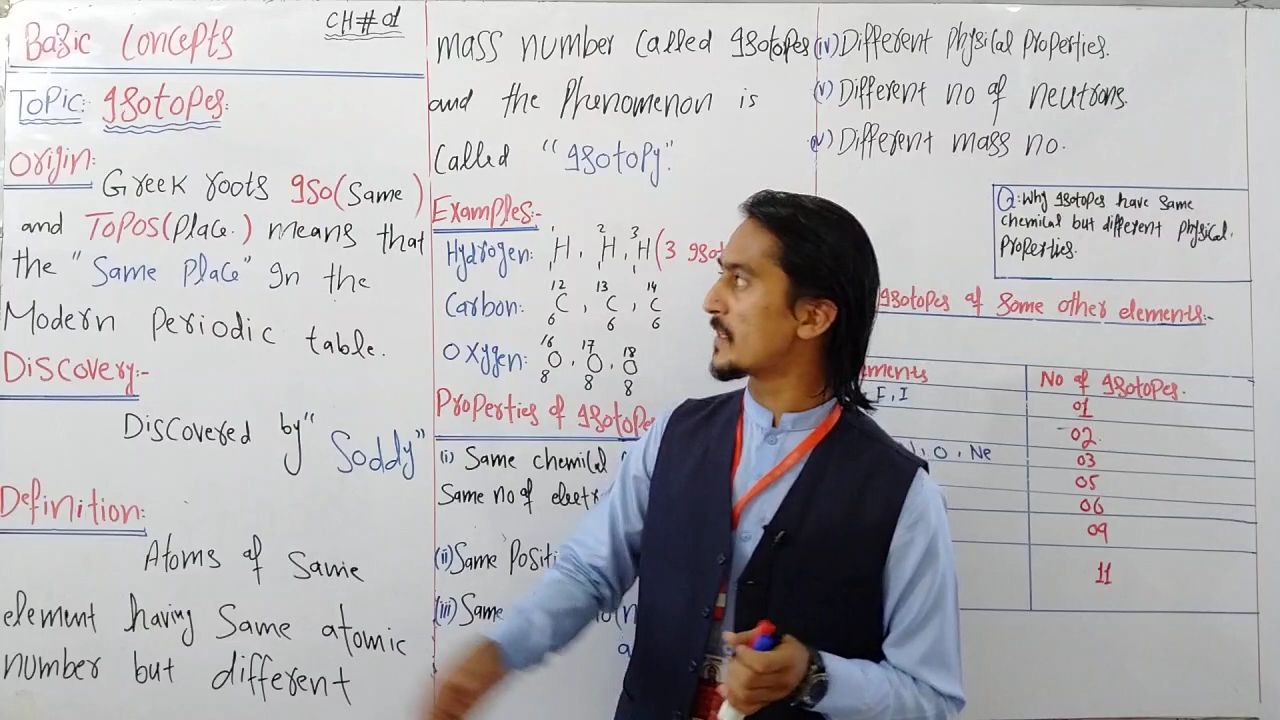 Basic Concepts
CH#01
Topic: Isotopes:
Origin:
Greek roots Iso(Same)
and Topos(Place.) means that
the "Same Place" In the
Modern periodic table.
Discovery:-
Discovered by "Soddy"
Definition:
Atoms of Same
element having Same atomic
number but different
mass number Called Isotopes
and the Phenomenon is
Called "Isotopy".
Examples:-
Hydrogen: ¹₁H, ²₁H, ³₁H (3
Carbon: ¹²₆C, ¹³₆C, ¹⁴₆C
Oxygen: ¹⁶₈O, ¹⁷₈O, ¹⁸₈O
Properties of
(i) Same chemical
Same no of
(ii) Same
(iii) Same
(iv) Different physical properties.
(v) Different no of neutrons.
Different mass no.
Q:Why Isotopes have Same
chemical but different physical.
properties.
Isotopes of Some other elements:-
No of Isotopes.
F, I
01
02.
O, Ne
03
05
06
09
11